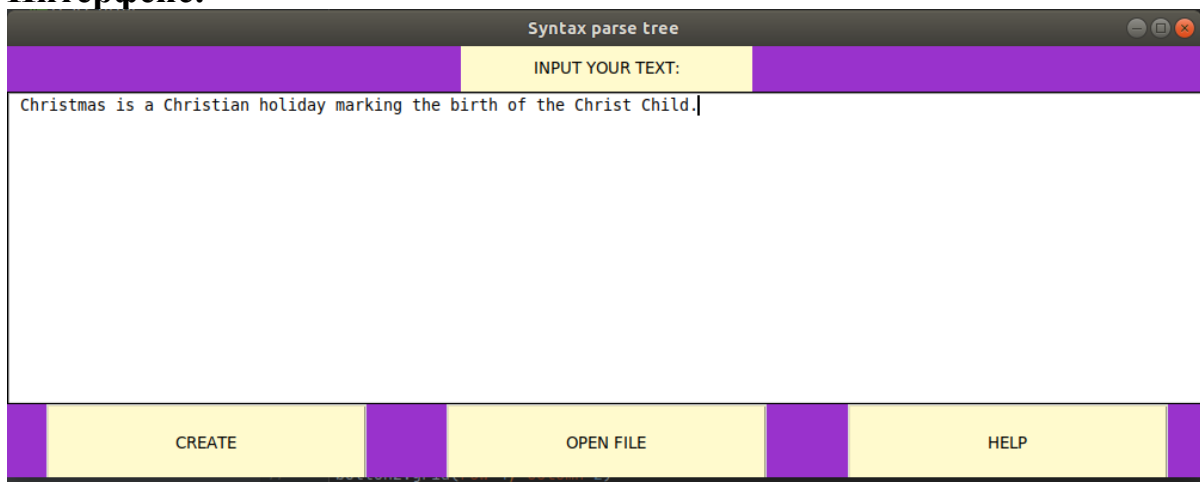 Интерфейс:
Syntax parse tree
INPUT YOUR TEXT:
Christmas is a Christian holiday marking the birth of the Christ Child.
CREATE
OPEN FILE
HELP